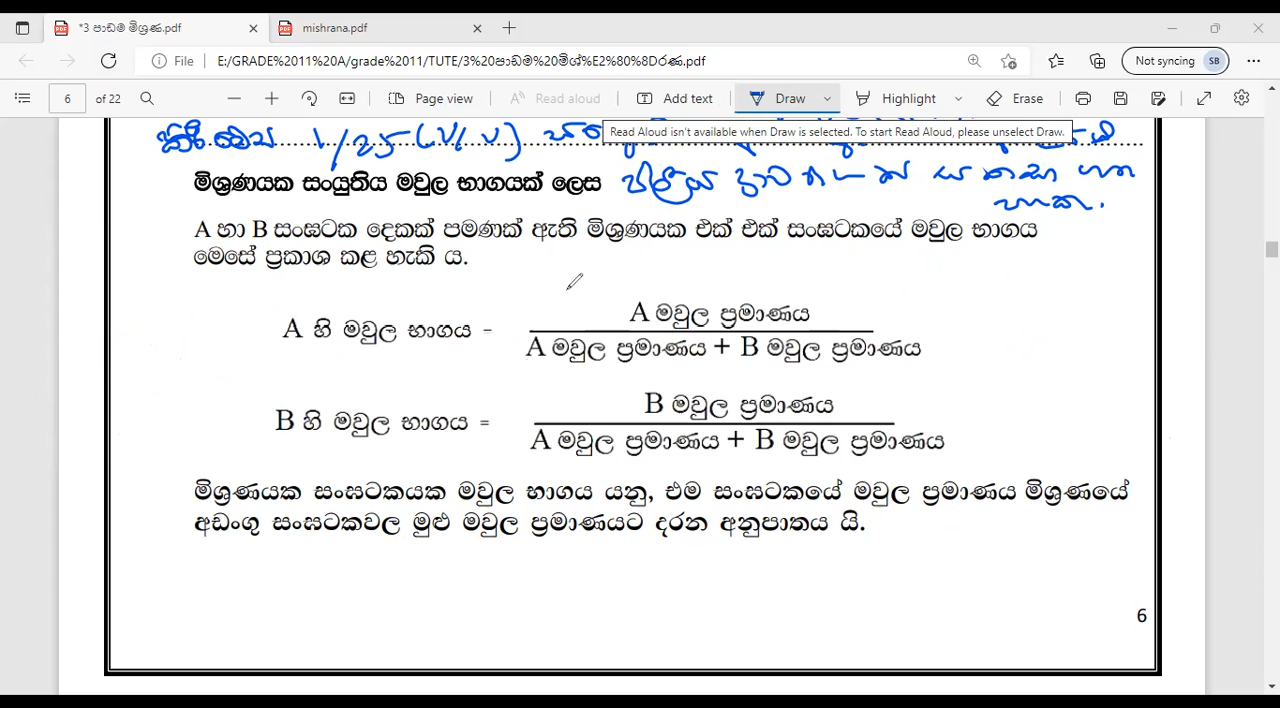 *3 පාඩම මිශ්‍රණ.pdf
mishrana.pdf
File E:/GRADE%2011%20A/grade%2011/TUTE/3%20පාඩම%20මිශ්%E2%80%8Dරණ.pdf
Not syncing SB
6 of 22 Page view Read aloud Add text Draw Highlight Erase
Read Aloud isn't available when Draw is selected. To start Read Aloud, please unselect Draw.
1/25 (V/V)
මිශ්‍රණයක සංයුතිය මවුල භාගයක් ලෙස
හැක.
A හා B සංඝටක දෙකක් පමණක් ඇති මිශ්‍රණයක එක් එක් සංඝටකයේ මවුල භාගය
මෙසේ ප්‍රකාශ කළ හැකි ය.
A මවුල ප්‍රමාණය
A හි මවුල භාගය -
A මවුල ප්‍රමාණය + B මවුල ප්‍රමාණය
B මවුල ප්‍රමාණය
B හි මවුල භාගය =
A මවුල ප්‍රමාණය + B මවුල ප්‍රමාණය
මිශ්‍රණයක සංඝටකයක මවුල භාගය යනු, එම සංඝටකයේ මවුල ප්‍රමාණය මිශ්‍රණයේ
අඩංගු සංඝටකවල මුළු මවුල ප්‍රමාණයට දරන අනුපාතය යි.
6